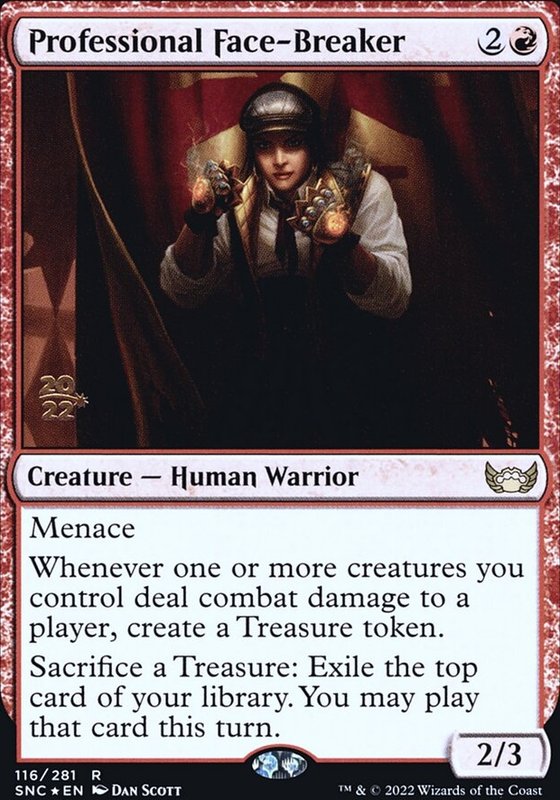 Professional Face-Breaker 2
20
22
Creature — Human Warrior
Menace
Whenever one or more creatures you
control deal combat damage to a
player, create a Treasure token.
Sacrifice a Treasure: Exile the top
card of your library. You may play
that card this turn.
2/3
116/281 R
SNC ★ EN Dan Scott
™ & © 2022 Wizards of the Coast